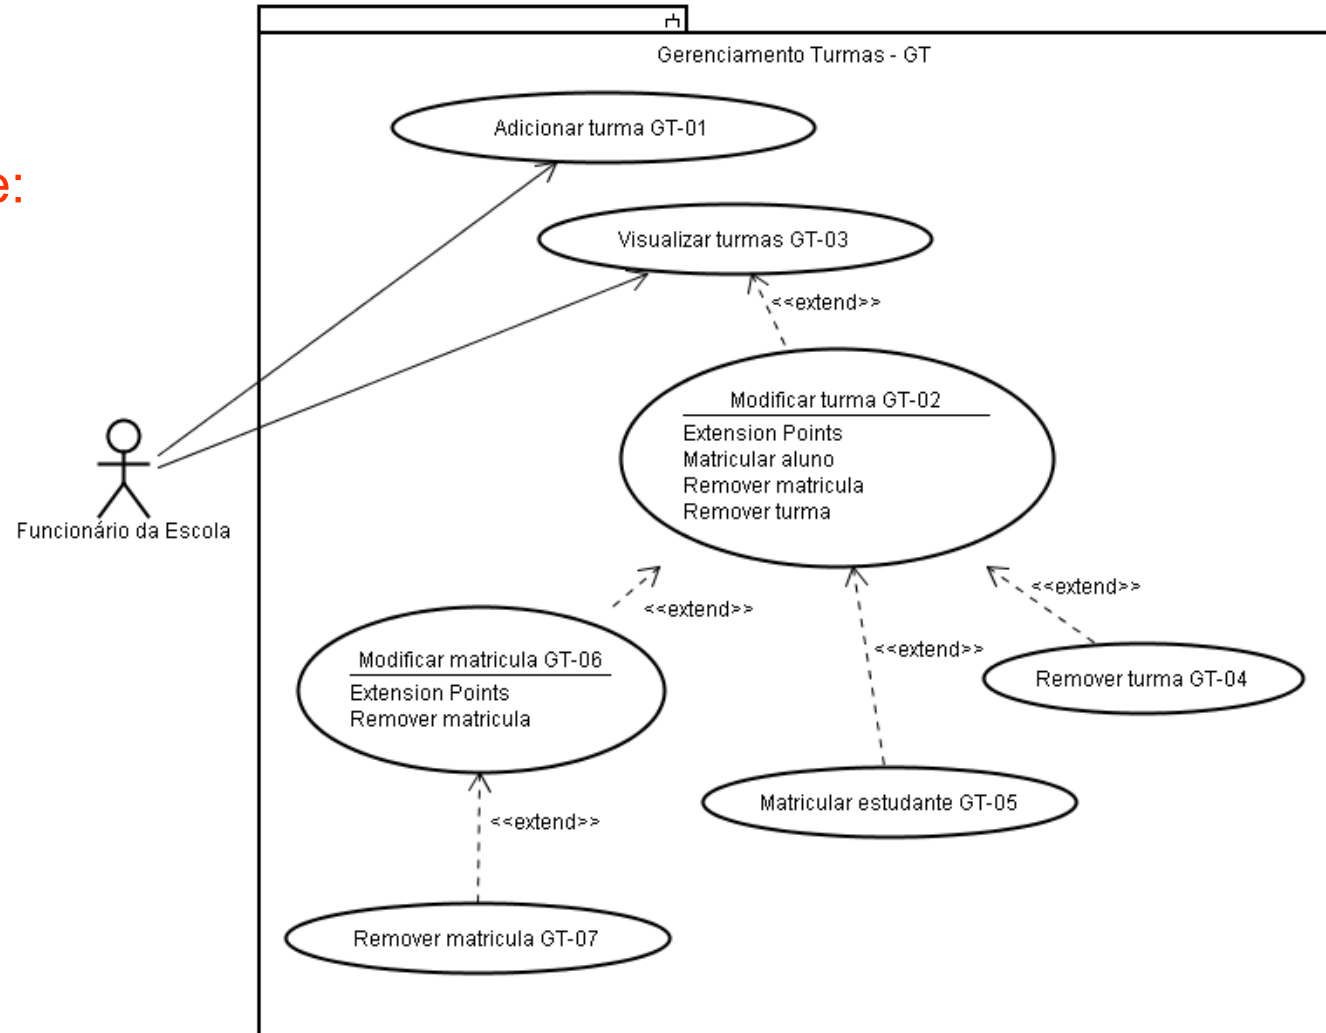 Gerenciamento Turmas - GT
Adicionar turma GT-01
e:
Visualizar turmas GT-03
<<extend>>
Modificar turma GT-02
Extension Points
Matricular aluno
Remover matricula
Remover turma
Funcionário da Escola
<<extend>>
<<extend>>
<<extend>>
Modificar matricula GT-06
Extension Points
Remover matricula
Remover turma GT-04
Matricular estudante GT-05
<<extend>>
Remover matricula GT-07